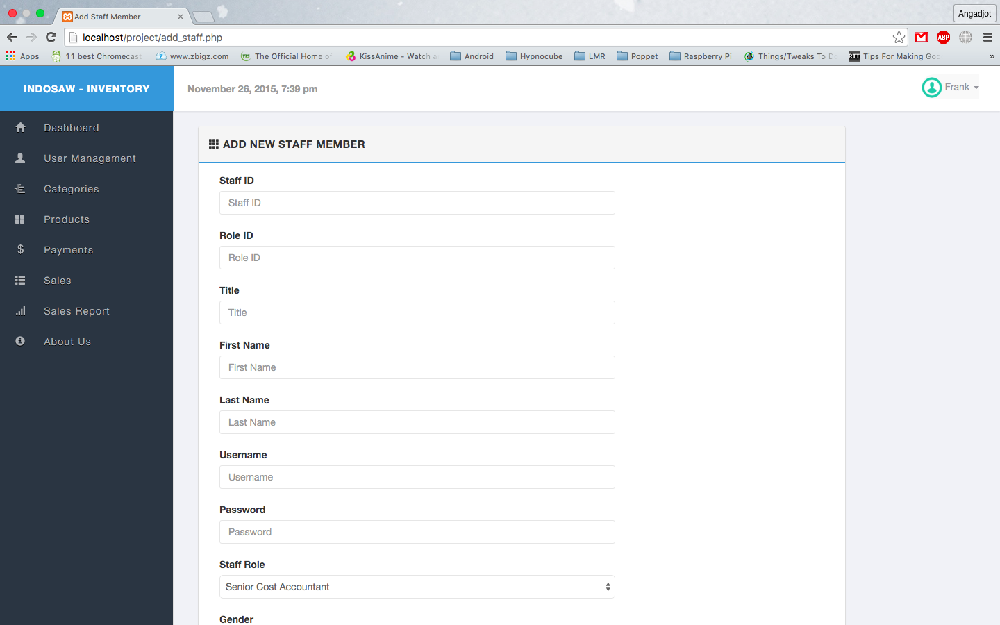 Add Staff Member
Angadjot
localhost/project/add_staff.php
ABP
Apps
11 best Chromecast
www.zbigz.com
YTS
The Official Home of
KissAnime - Watch a
Android
Hypnocube
LMR
Poppet
Raspberry Pi
Things/Tweaks To Do
RTT
Tips For Making Goo
»
INDOSAW - INVENTORY
November 26, 2015, 7:39 pm
Frank
Dashboard
User Management
Categories
Products
Payments
Sales
Sales Report
About Us
ADD NEW STAFF MEMBER
Staff ID
Staff ID
Role ID
Role ID
Title
Title
First Name
First Name
Last Name
Last Name
Username
Username
Password
Password
Staff Role
Senior Cost Accountant
Gender